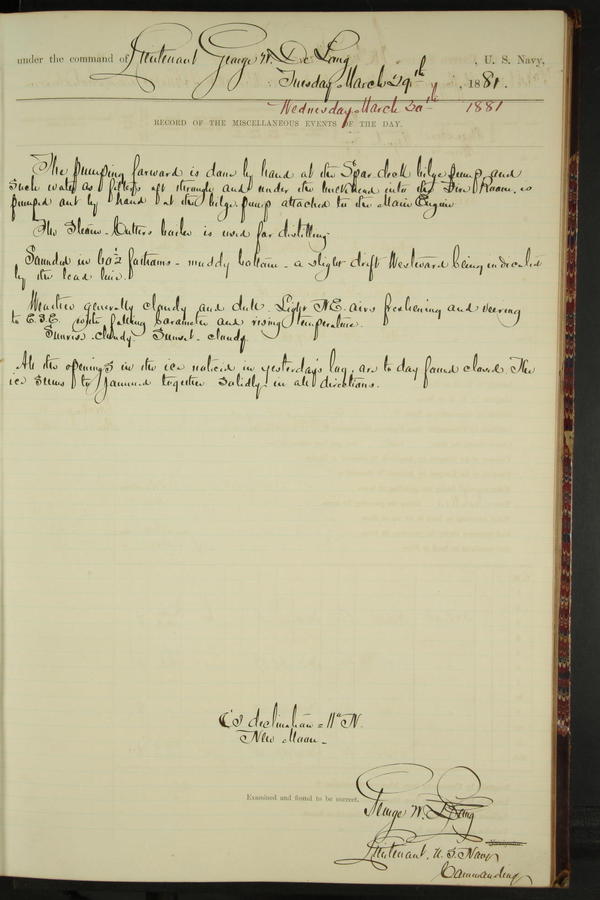 under the command of Lieutenant George W. De Long, U. S. Navy,
Tuesday March 29th, 1881.
Wednesday March 30th 1881
RECORD OF THE MISCELLANEOUS EVENTS OF THE DAY.
The pumping forward is done by hand at the Spar deck bilge pump, and
such water as filters aft through and under the bulkhead into the Fire Room, is
pumped out by hand at the bilge pump attached to the Main Engine
The Steam-Cutters boiler is used for distilling.
Sounded in 60½ fathoms - muddy bottom - a slight drift Westward being indicated
by the lead line.
Weather generally cloudy and dull. Light N.E. airs freshening and veering
to E.S.E. with falling barometer and rising temperature.
Sunrise - cloudy Sunset - cloudy.
All the openings in the ice noticed in yesterday's log, are to day found closed. The
ice seems to jammed together solidly in all directions.
☾'s declination = 11° N.
New Moon -
Examined and found to be correct.
George W. De Long
Lieutenant, U. S. Navy
Commanding